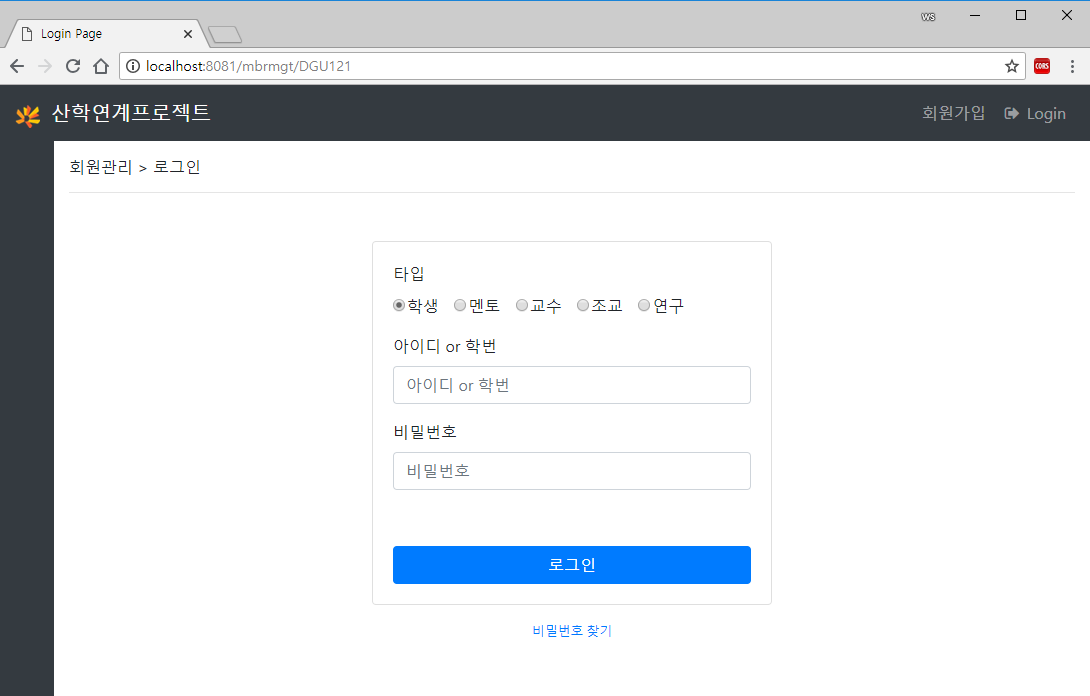 ws
Login Page
localhost:8081/mbrmgt/DGU121
CORS
산학연계프로젝트
회원가입
Login
회원관리 > 로그인
타입
학생 멘토 교수 조교 연구
아이디 or 학번
아이디 or 학번
비밀번호
비밀번호
로그인
비밀번호 찾기